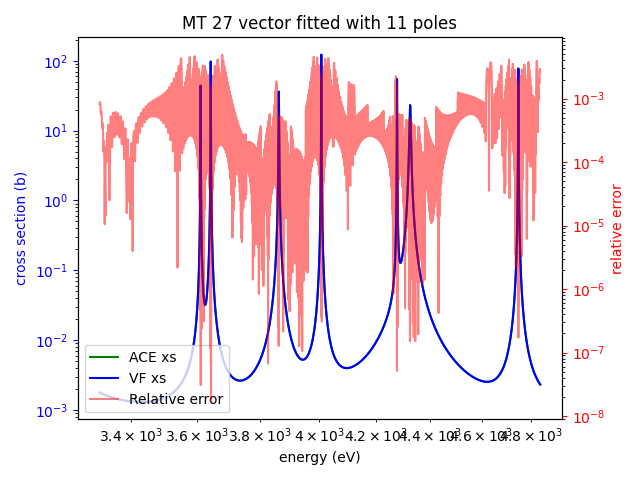 MT 27 vector fitted with 11 poles
10²
10¹
10⁰
10⁻¹
10⁻²
10⁻³
cross section (b)
10⁻³
10⁻⁴
10⁻⁵
10⁻⁶
10⁻⁷
10⁻⁸
relative error
ACE xs
VF xs
Relative error
3.4 × 10³ 3.6 × 10³ 3.8 × 10³ 4 × 10³ 4.2 × 10³ 4.4 × 10³ 4.6 × 10³ 4.8 × 10³
energy (eV)